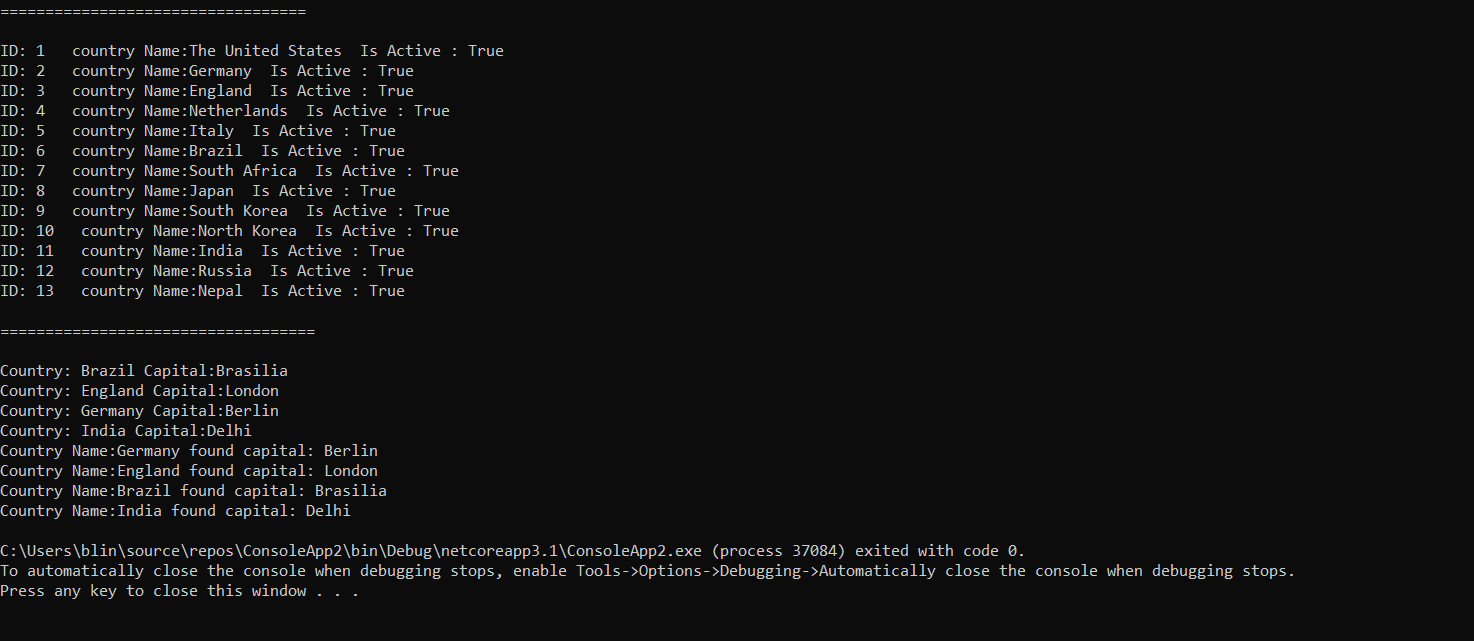 ==================================
ID: 1   country Name:The United States  Is Active : True
ID: 2   country Name:Germany  Is Active : True
ID: 3   country Name:England  Is Active : True
ID: 4   country Name:Netherlands  Is Active : True
ID: 5   country Name:Italy  Is Active : True
ID: 6   country Name:Brazil  Is Active : True
ID: 7   country Name:South Africa  Is Active : True
ID: 8   country Name:Japan  Is Active : True
ID: 9   country Name:South Korea  Is Active : True
ID: 10   country Name:North Korea  Is Active : True
ID: 11   country Name:India  Is Active : True
ID: 12   country Name:Russia  Is Active : True
ID: 13   country Name:Nepal  Is Active : True
===================================
Country: Brazil Capital:Brasilia
Country: England Capital:London
Country: Germany Capital:Berlin
Country: India Capital:Delhi
Country Name:Germany found capital: Berlin
Country Name:England found capital: London
Country Name:Brazil found capital: Brasilia
Country Name:India found capital: Delhi
C:\Users\blin\source\repos\ConsoleApp2\bin\Debug\netcoreapp3.1\ConsoleApp2.exe (process 37084) exited with code 0.
To automatically close the console when debugging stops, enable Tools->Options->Debugging->Automatically close the console when debugging stops.
Press any key to close this window . . .